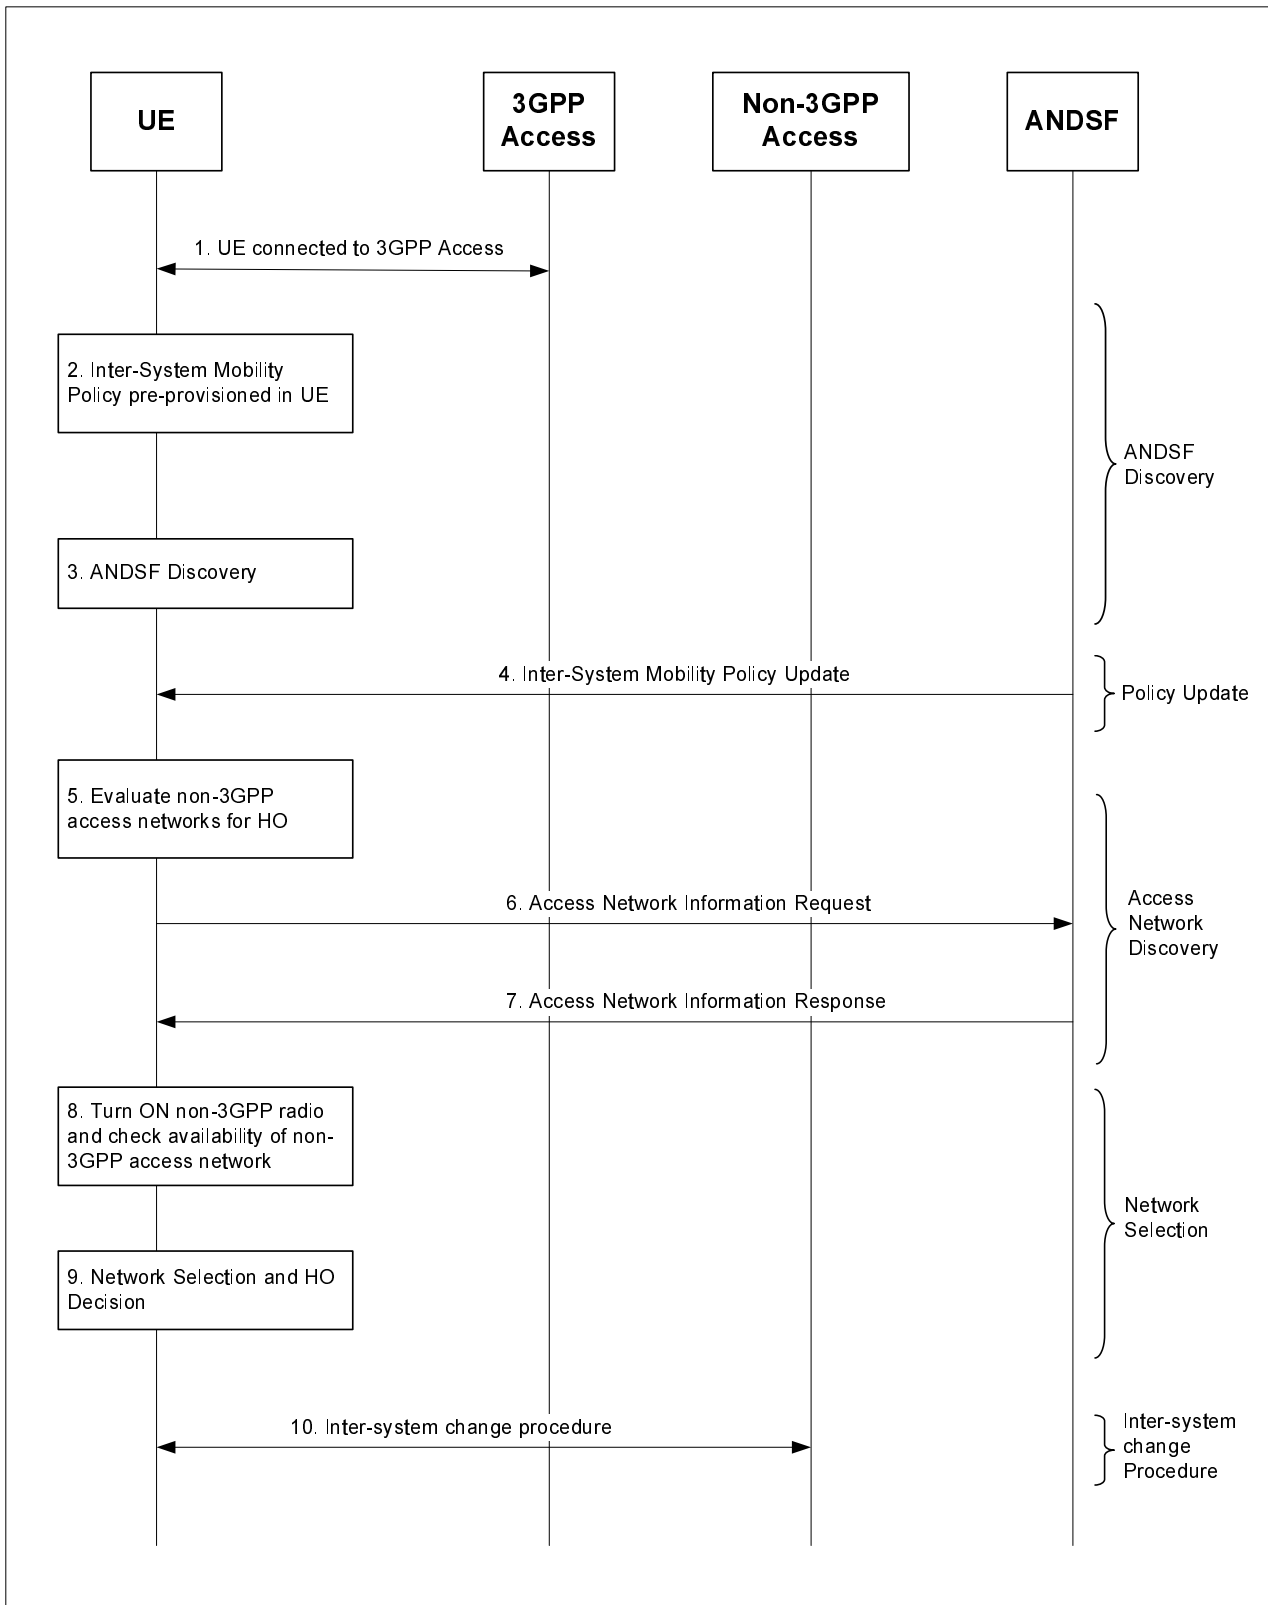 UE
3GPP
Access
Non-3GPP
Access
ANDSF
1. UE connected to 3GPP Access
2. Inter-System Mobility
Policy pre-provisioned in UE
ANDSF
Discovery
3. ANDSF Discovery
4. Inter-System Mobility Policy Update
Policy Update
5. Evaluate non-3GPP
access networks for HO
6. Access Network Information Request
Access
Network
Discovery
7. Access Network Information Response
8. Turn ON non-3GPP radio
and check availability of non-
3GPP access network
Network
Selection
9. Network Selection and HO
Decision
10. Inter-system change procedure
Inter-system
change
Procedure